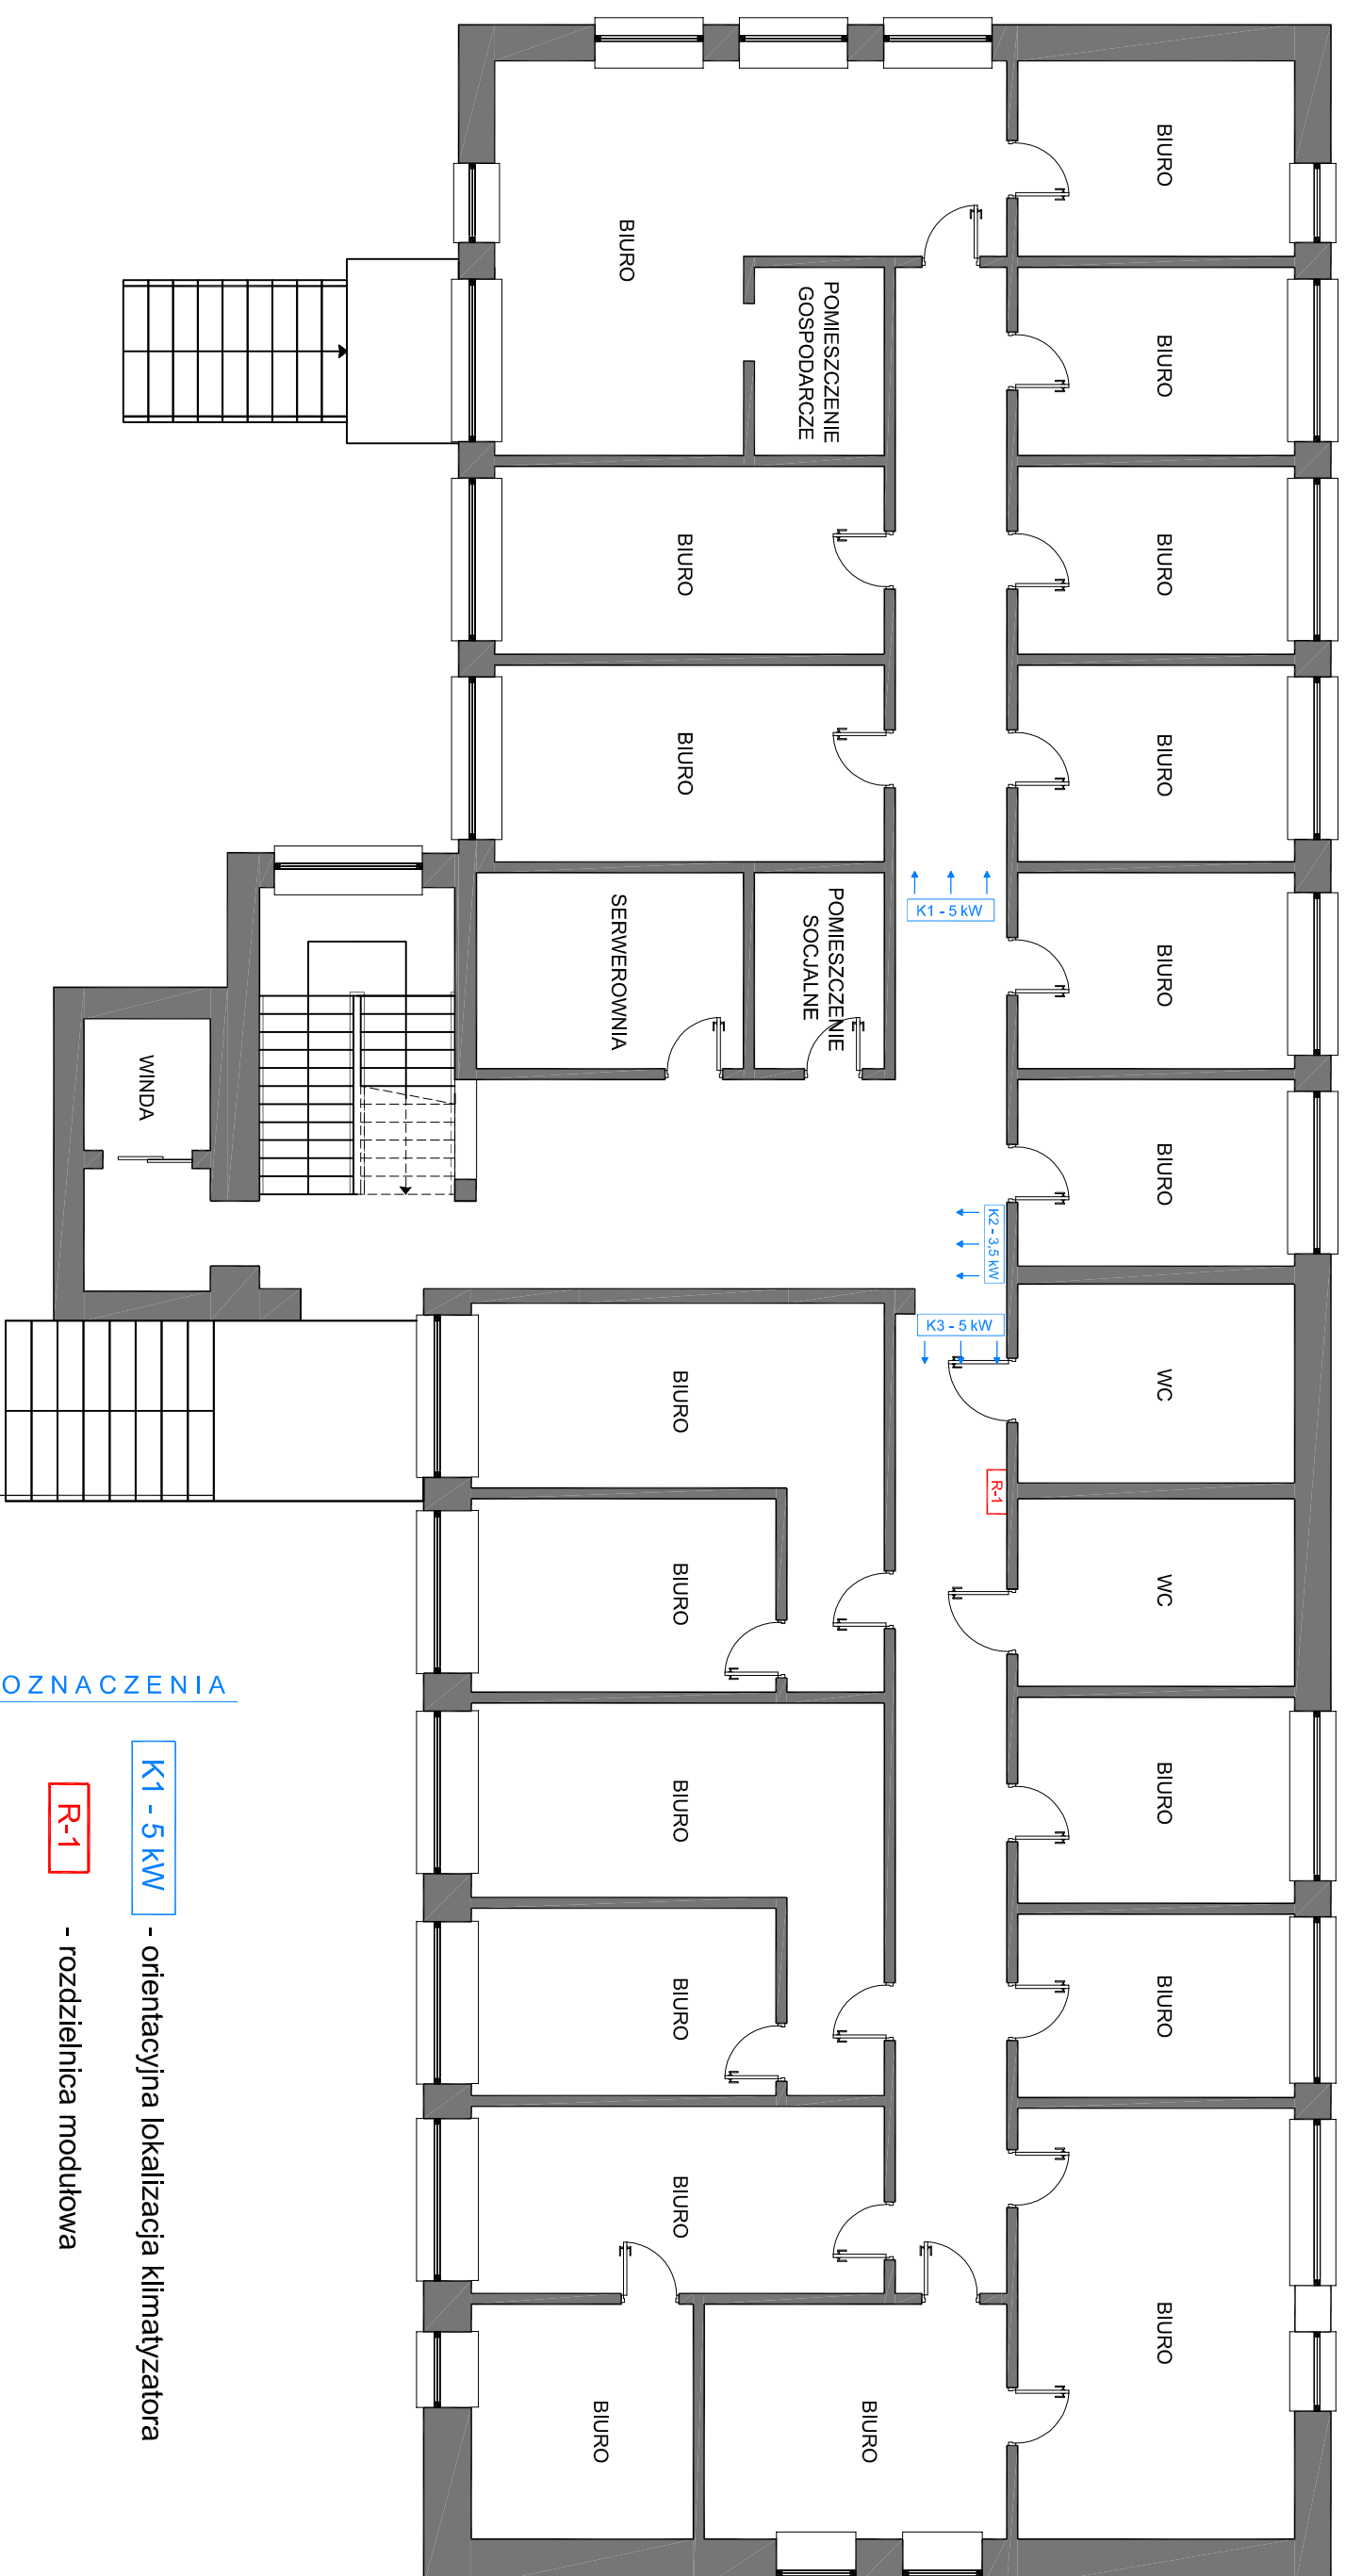 BIURO
BIURO
BIURO
BIURO
BIURO
BIURO
WC
WC
BIURO
BIURO
BIURO
BIURO
POMIESZCZENIE
GOSPODARCZE
BIURO
BIURO
POMIESZCZENIE
SOCJALNE
SERWEROWNIA
WINDA
K1 - 5 kW
K2 - 3,5 kW
K3 - 5 kW
R-1
BIURO
BIURO
BIURO
BIURO
BIURO
BIURO
BIURO
OZNACZENIA
K1 - 5 kW - orientacyjna lokalizacja klimatyzatora
R-1 - rozdzielnica modułowa